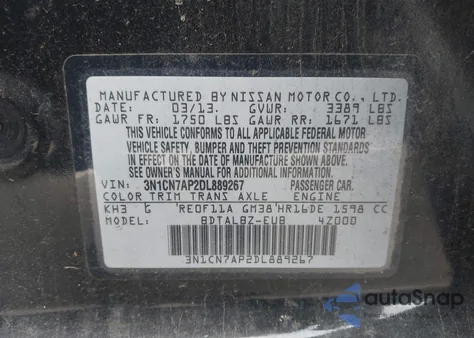 MANUFACTURED BY NISSAN MOTOR CO., LTD.
DATE: 03/13. GVWR: 3389 LBS
GAWR FR: 1750 LBS GAWR RR: 1671 LBS
THIS VEHICLE CONFORMS TO ALL APPLICABLE FEDERAL MOTOR
VEHICLE SAFETY, BUMPER AND THEFT PREVENTION STANDARDS
IN EFFECT ON THE DATE OF MANUFACTURE SHOWN ABOVE.
SEE OWNER'S MANUAL FOR ADDITIONAL INFORMATION.
3N1CN7AP2DL889267 PASSENGER CAR.
COLOR TRIM TRANS AXLE ENGINE
KH3 G RE0F11A GM38 HR16DE 1598 CC
MODEL: BDTALBZ-EUB 4Z000
3N1CN7AP2DL889267
autoSnap